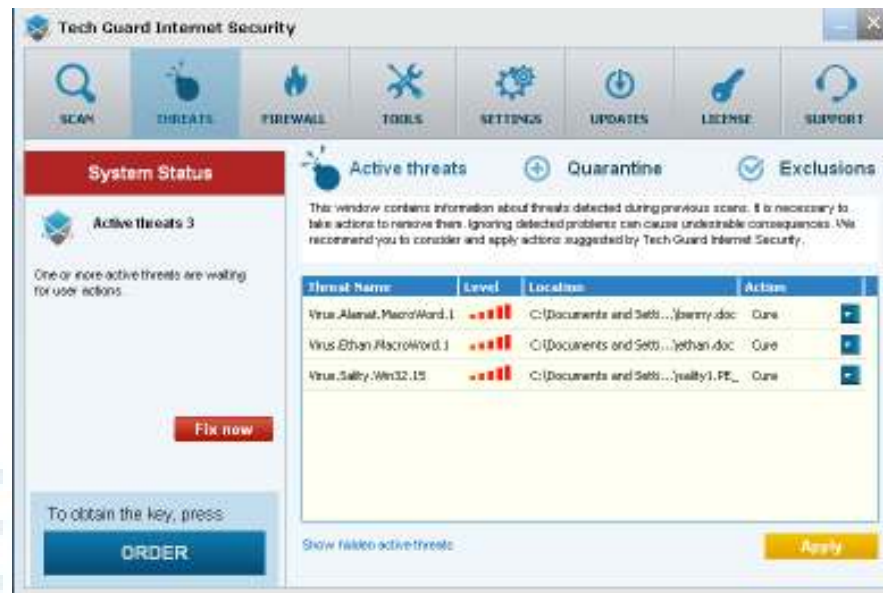 Tech Guard Internet Security
SCAN THREATS FIREWALL TOOLS SETTINGS UPDATES LICENSE SUPPORT
System Status
Active threats 3
One or more active threats are waiting
for user actions.
Fix now
To obtain the key, press
ORDER
Active threats Quarantine Exclusions
This window contains information about threats detected during previous scans. It is necessary to
take actions to remove them. Ignoring detected problems can cause undesirable consequences. We
recommend you to consider and apply actions suggested by Tech Guard Internet Security.
Threat Name Level Location Action
Virus.Alamat.MacroWord.1 C:\Documents and Setti...\benny.doc Cure
Virus.Ethan.MacroWord.1 C:\Documents and Setti...\ethan.doc Cure
Virus.Sality.Win32.15 C:\Documents and Setti...\sality1.PE_ Cure
Show hidden active threats
Apply